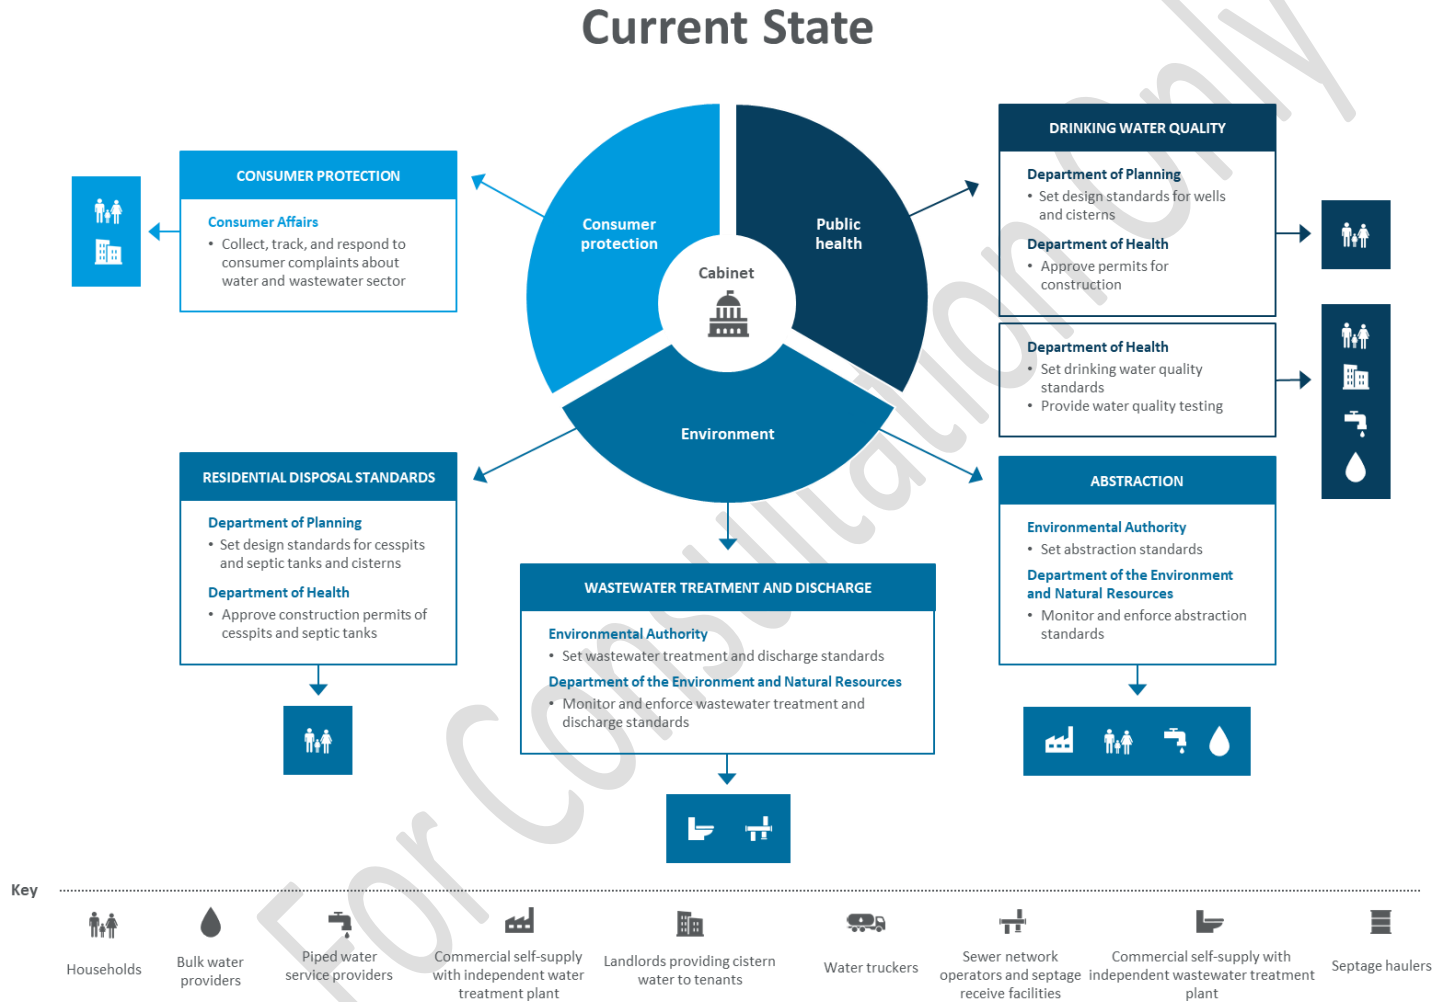 Current State
CONSUMER PROTECTION
Consumer Affairs
• Collect, track, and respond to
consumer complaints about
water and wastewater sector
Consumer
protection
Public
health
Cabinet
Environment
DRINKING WATER QUALITY
Department of Planning
• Set design standards for wells
and cisterns
Department of Health
• Approve permits for
construction
Department of Health
• Set drinking water quality
standards
• Provide water quality testing
RESIDENTIAL DISPOSAL STANDARDS
Department of Planning
• Set design standards for cesspits
and septic tanks and cisterns
Department of Health
• Approve construction permits of
cesspits and septic tanks
WASTEWATER TREATMENT AND DISCHARGE
Environmental Authority
• Set wastewater treatment and discharge standards
Department of the Environment and Natural Resources
• Monitor and enforce wastewater treatment and
discharge standards
ABSTRACTION
Environmental Authority
• Set abstraction standards
Department of the Environment
and Natural Resources
• Monitor and enforce abstraction
standards
For Consultation Only
Key
Households
Bulk water
providers
Piped water
service providers
Commercial self-supply
with independent water
treatment plant
Landlords providing cistern
water to tenants
Water truckers
Sewer network
operators and septage
receive facilities
Commercial self-supply with
independent wastewater treatment
plant
Septage haulers